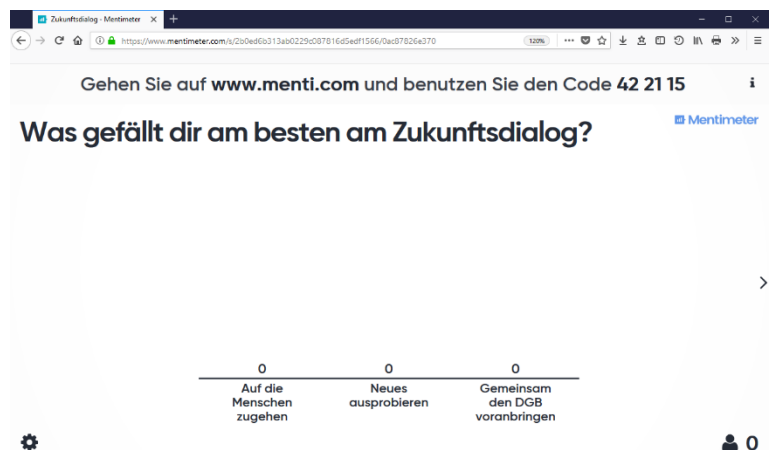 Zukunftsdialog - Mentimeter
https://www.mentimeter.com/s/2b0ed6b313ab0229c087816d5edf1566/0ac87826e370
120%
Gehen Sie auf www.menti.com und benutzen Sie den Code 42 21 15
Was gefällt dir am besten am Zukunftsdialog?
Mentimeter
0 0 0
Auf die
Menschen
zugehen
Neues
ausprobieren
Gemeinsam
den DGB
voranbringen
0